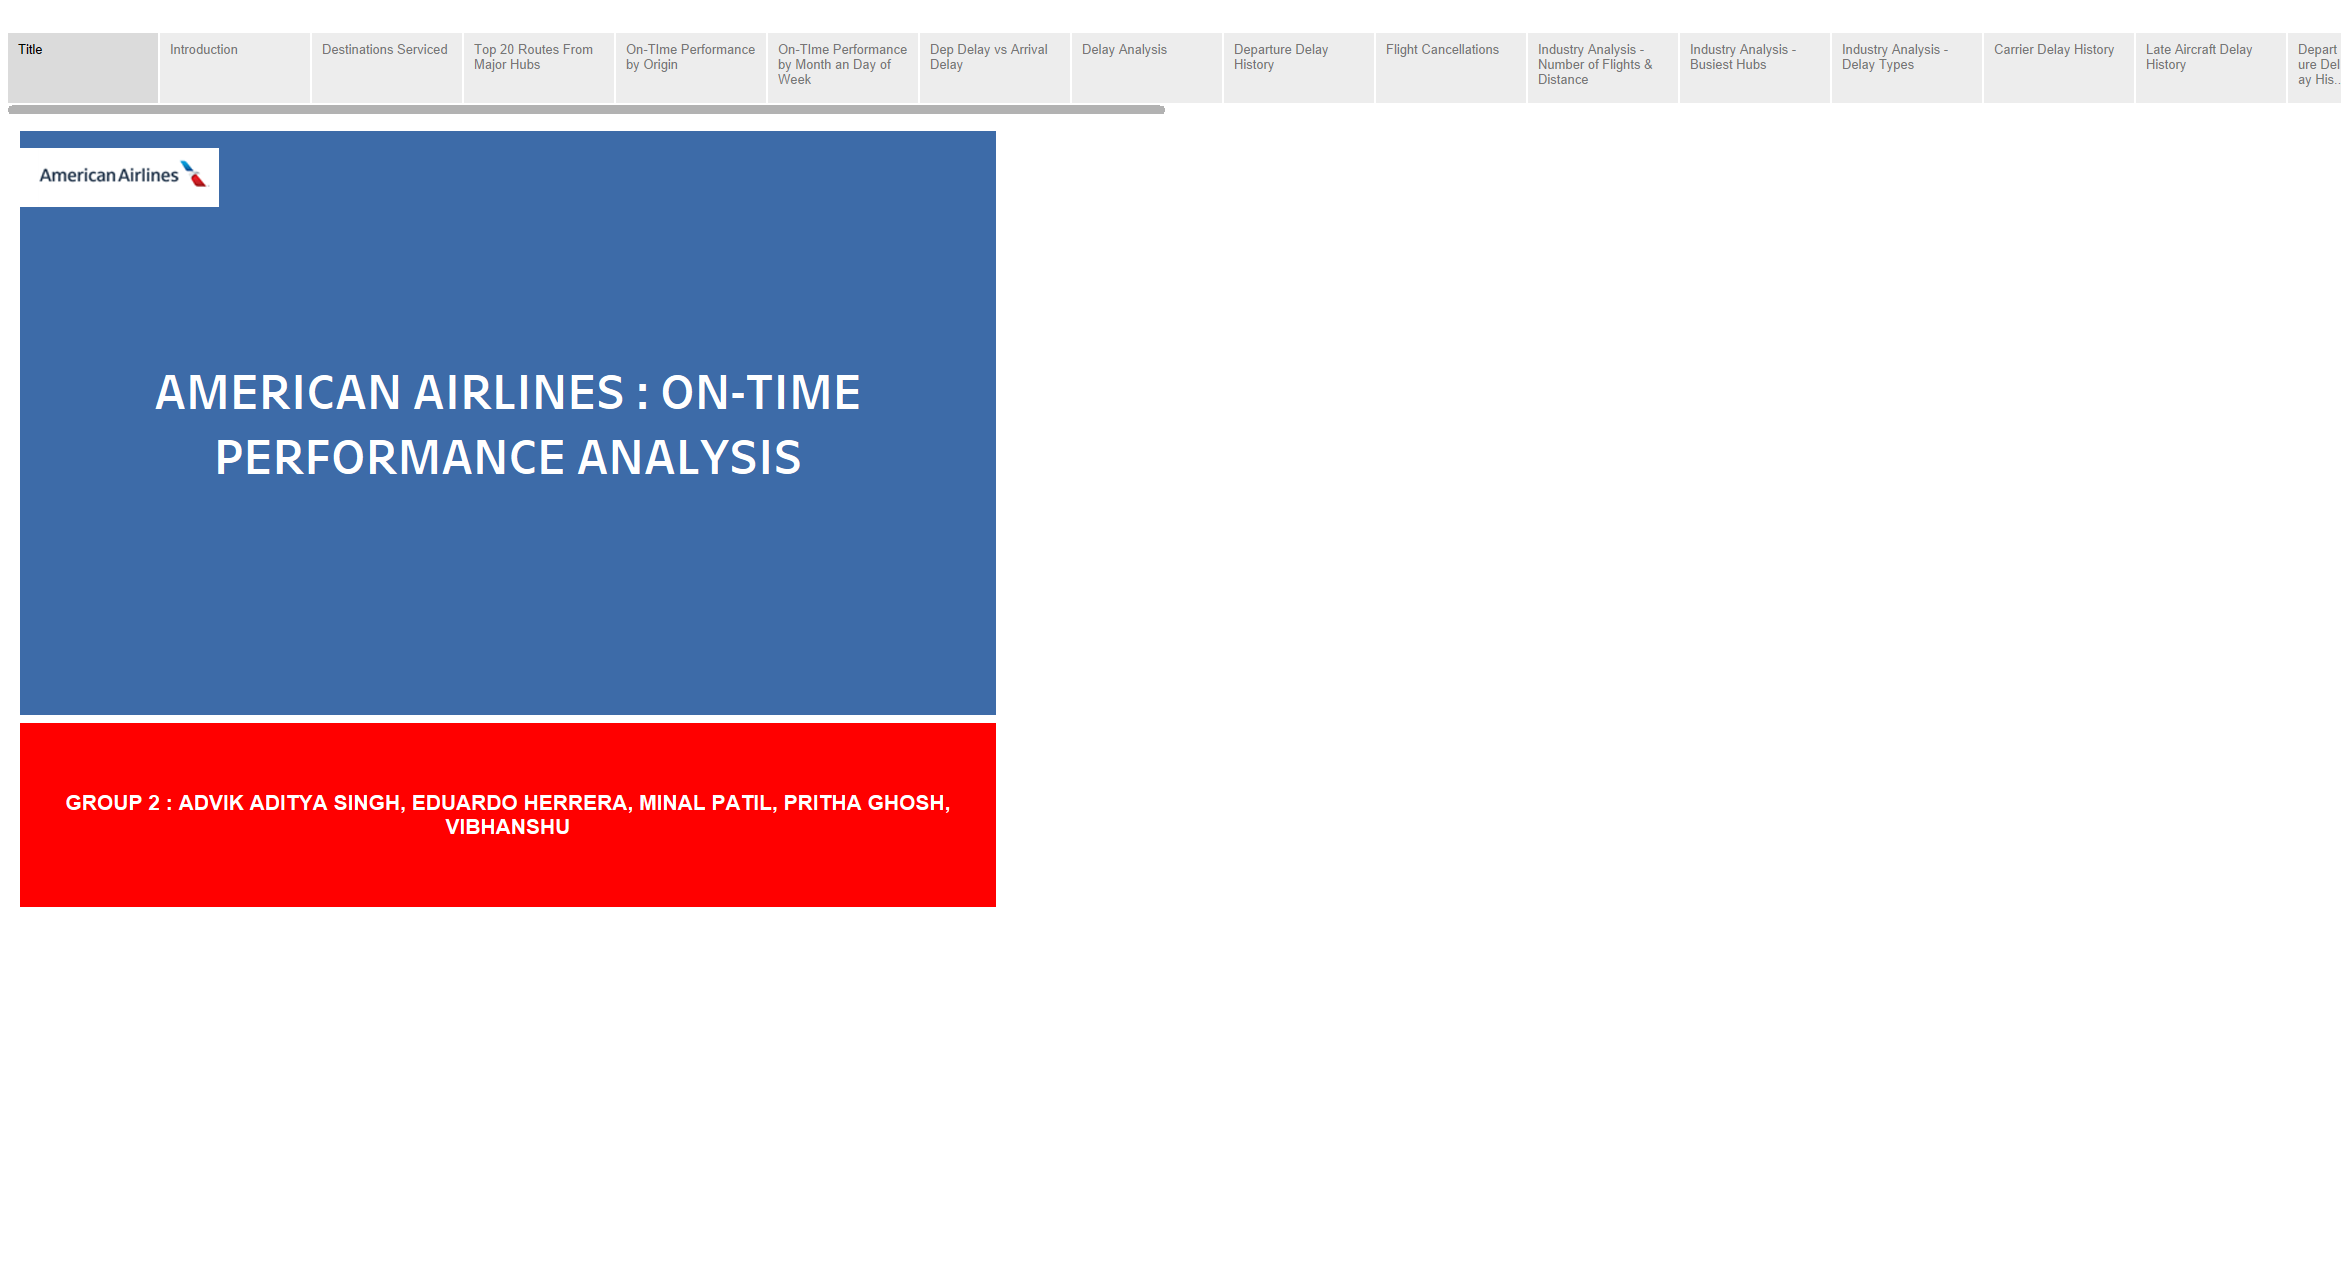 Title
Introduction
Destinations Serviced
Top 20 Routes From
Major Hubs
On-TIme Performance
by Origin
On-TIme Performance
by Month an Day of
Week
Dep Delay vs Arrival
Delay
Delay Analysis
Departure Delay
History
Flight Cancellations
Industry Analysis -
Number of Flights &
Distance
Industry Analysis -
Busiest Hubs
Industry Analysis -
Delay Types
Carrier Delay History
Late Aircraft Delay
History
Depart
ure Del
ay His..
American Airlines
AMERICAN AIRLINES : ON-TIME
PERFORMANCE ANALYSIS
GROUP 2 : ADVIK ADITYA SINGH, EDUARDO HERRERA, MINAL PATIL, PRITHA GHOSH,
VIBHANSHU